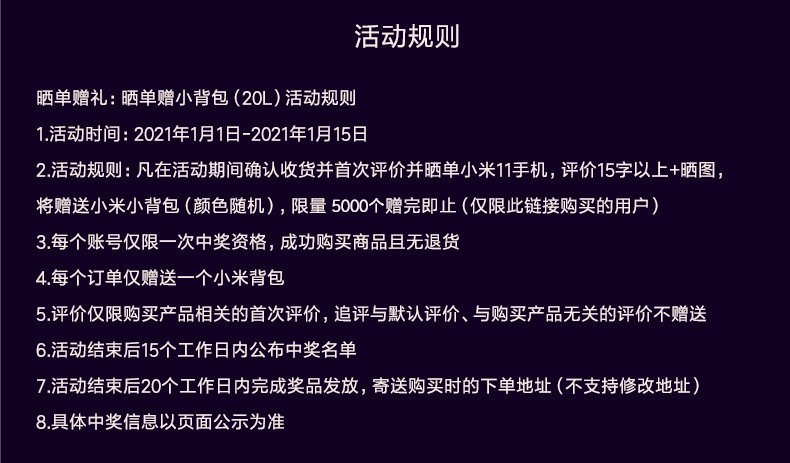 活动规则
晒单赠礼：晒单赠小背包（20L）活动规则
1.活动时间：2021年1月1日-2021年1月15日
2.活动规则：凡在活动期间确认收货并首次评价并晒单小米11手机，评价15字以上+晒图，
将赠送小米小背包（颜色随机），限量 5000个赠完即止（仅限此链接购买的用户）
3.每个账号仅限一次中奖资格，成功购买商品且无退货
4.每个订单仅赠送一个小米背包
5.评价仅限购买产品相关的首次评价，追评与默认评价、与购买产品无关的评价不赠送
6.活动结束后15个工作日内公布中奖名单
7.活动结束后20个工作日内完成奖品发放，寄送购买时的下单地址（不支持修改地址）
8.具体中奖信息以页面公示为准